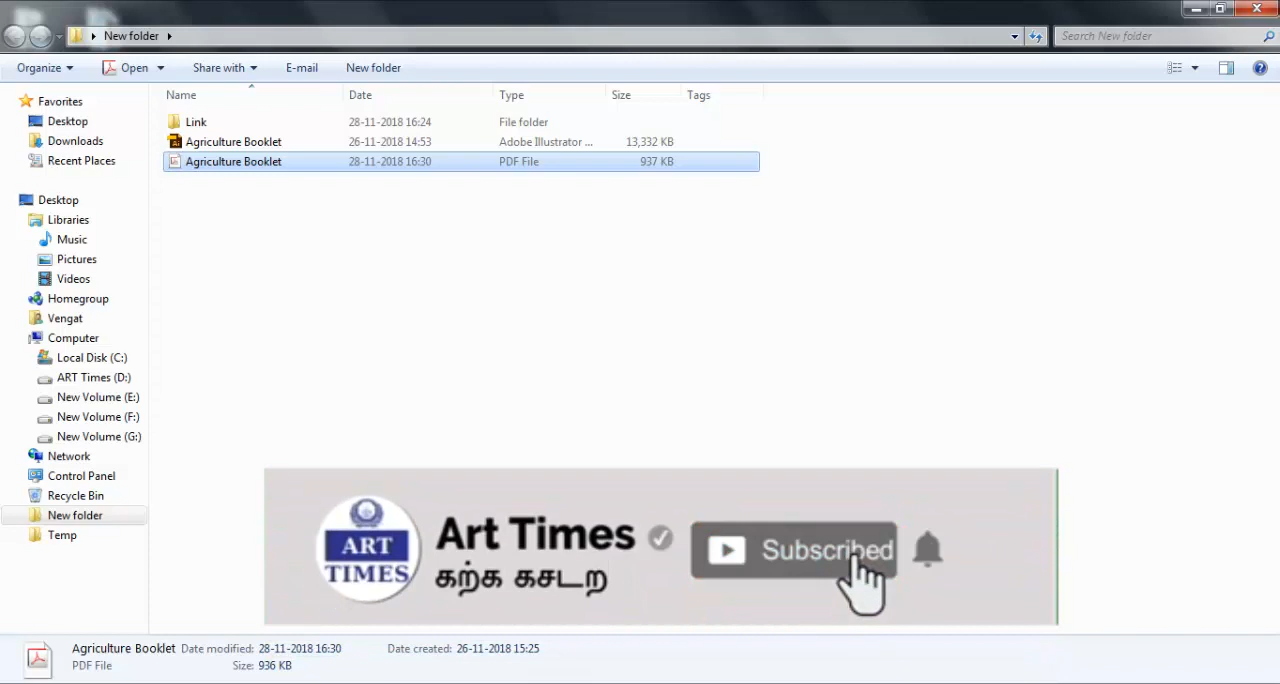 New folder
Search New folder
Organize Open Share with E-mail New folder
Name Date Type Size Tags
Link 28-11-2018 16:24 File folder
Agriculture Booklet 26-11-2018 14:53 Adobe Illustrator ... 13,332 KB
Agriculture Booklet 28-11-2018 16:30 PDF File 937 KB
Favorites
Desktop
Downloads
Recent Places
Desktop
Libraries
Music
Pictures
Videos
Homegroup
Vengat
Computer
Local Disk (C:)
ART Times (D:)
New Volume (E:)
New Volume (F:)
New Volume (G:)
Network
Control Panel
Recycle Bin
New folder
Temp
ART
TIMES
Art Times
கற்க கசடற
Subscribed
Agriculture Booklet Date modified: 28-11-2018 16:30 Date created: 26-11-2018 15:25
PDF File Size: 936 KB